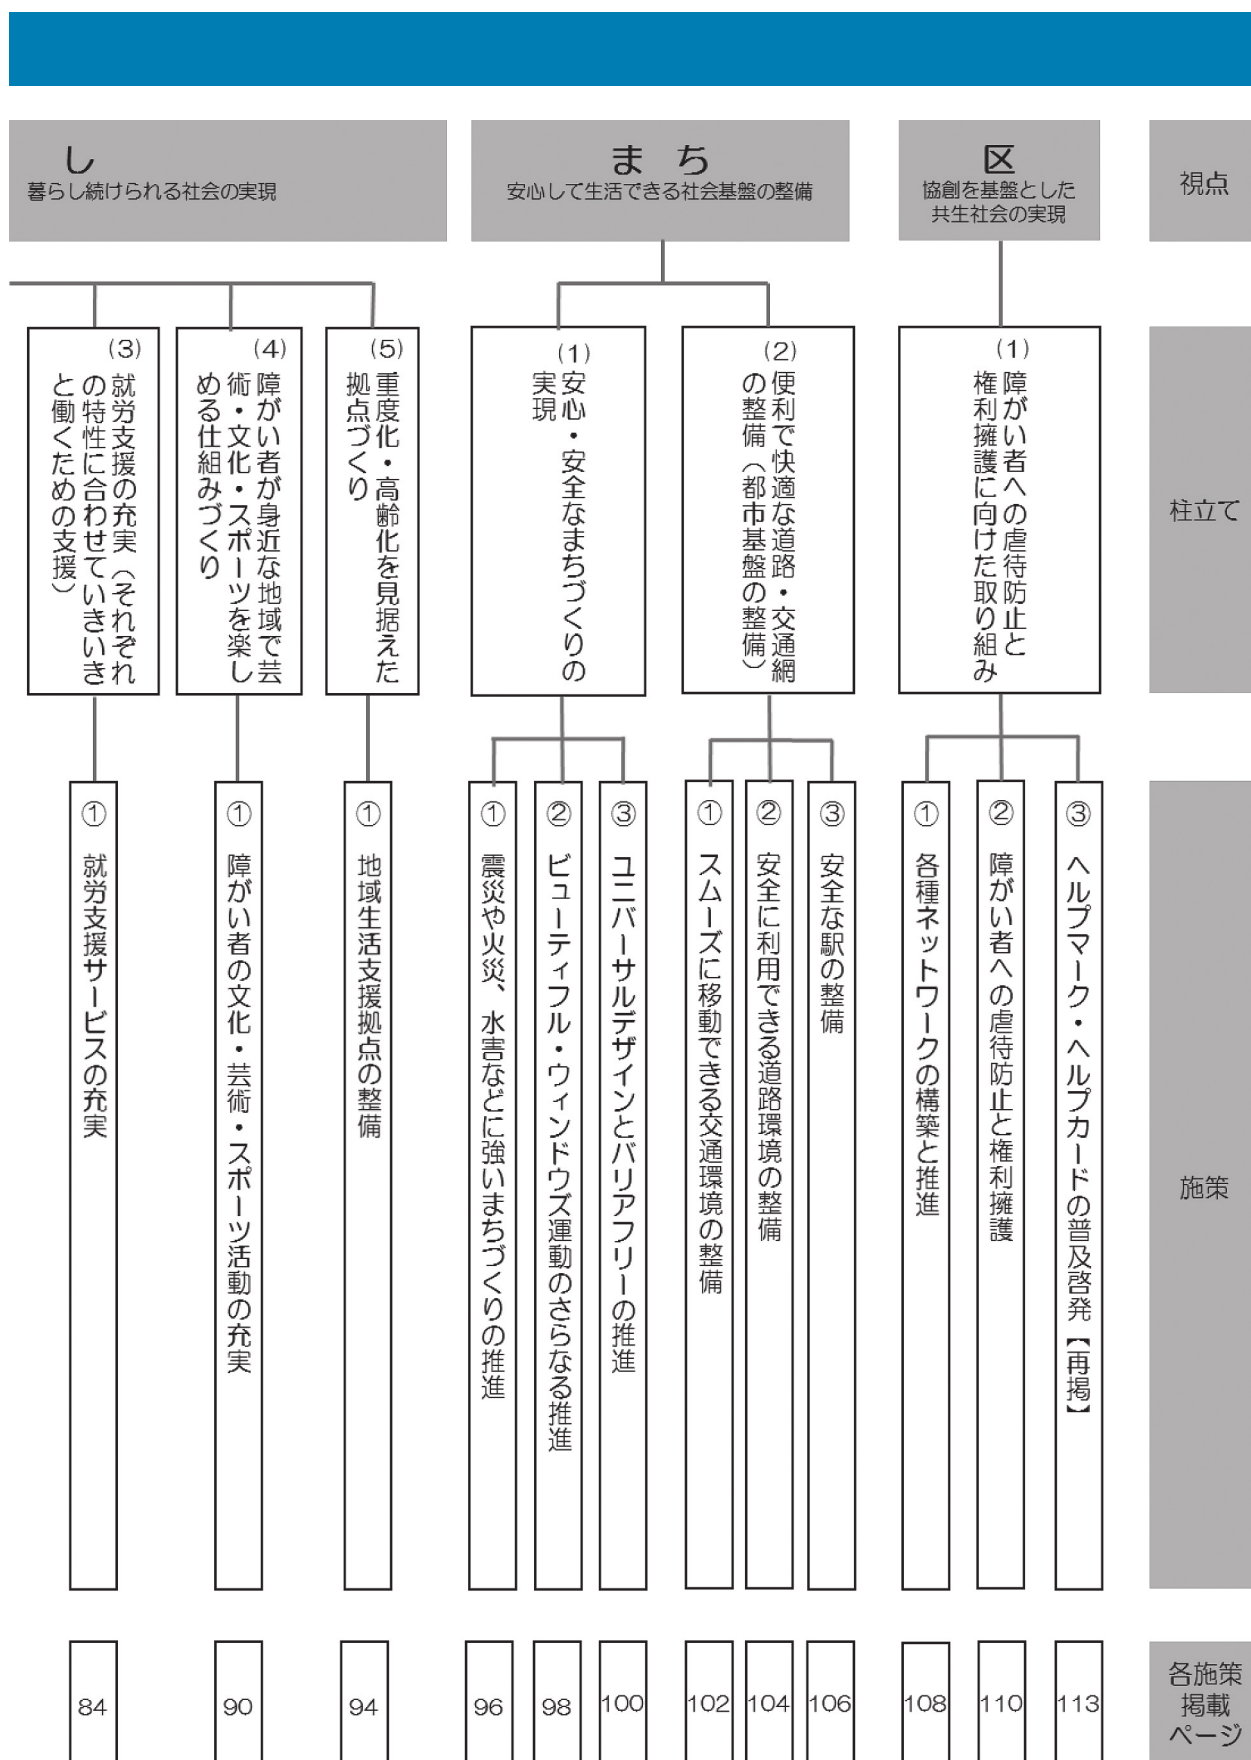 し
暮らし続けられる社会の実現
まち
安心して生活できる社会基盤の整備
区
協創を基盤とした
共生社会の実現
視点
(3)
就労支援の充実（それぞれ
の特性に合わせていきいき
と働くための支援）
(4)
障がい者が身近な地域で芸
術・文化・スポーツを楽し
める仕組みづくり
(5)
重度化・高齢化を見据えた
拠点づくり
(1)
安心・安全なまちづくりの
実現
(2)
便利で快適な道路・交通網
の整備（都市基盤の整備）
(1)
障がい者への虐待防止と
権利擁護に向けた取り組み
柱立て
① 就労支援サービスの充実
① 障がい者の文化・芸術・スポーツ活動の充実
① 地域生活支援拠点の整備
① 震災や火災、水害などに強いまちづくりの推進
② ビューティフル・ウィンドウズ運動のさらなる推進
③ ユニバーサルデザインとバリアフリーの推進
① スムーズに移動できる交通環境の整備
② 安全に利用できる道路環境の整備
③ 安全な駅の整備
① 各種ネットワークの構築と推進
② 障がい者への虐待防止と権利擁護
③ ヘルプマーク・ヘルプカードの普及啓発【再掲】
施策
84
90
94
96
98
100
102
104
106
108
110
113
各施策
掲載
ページ